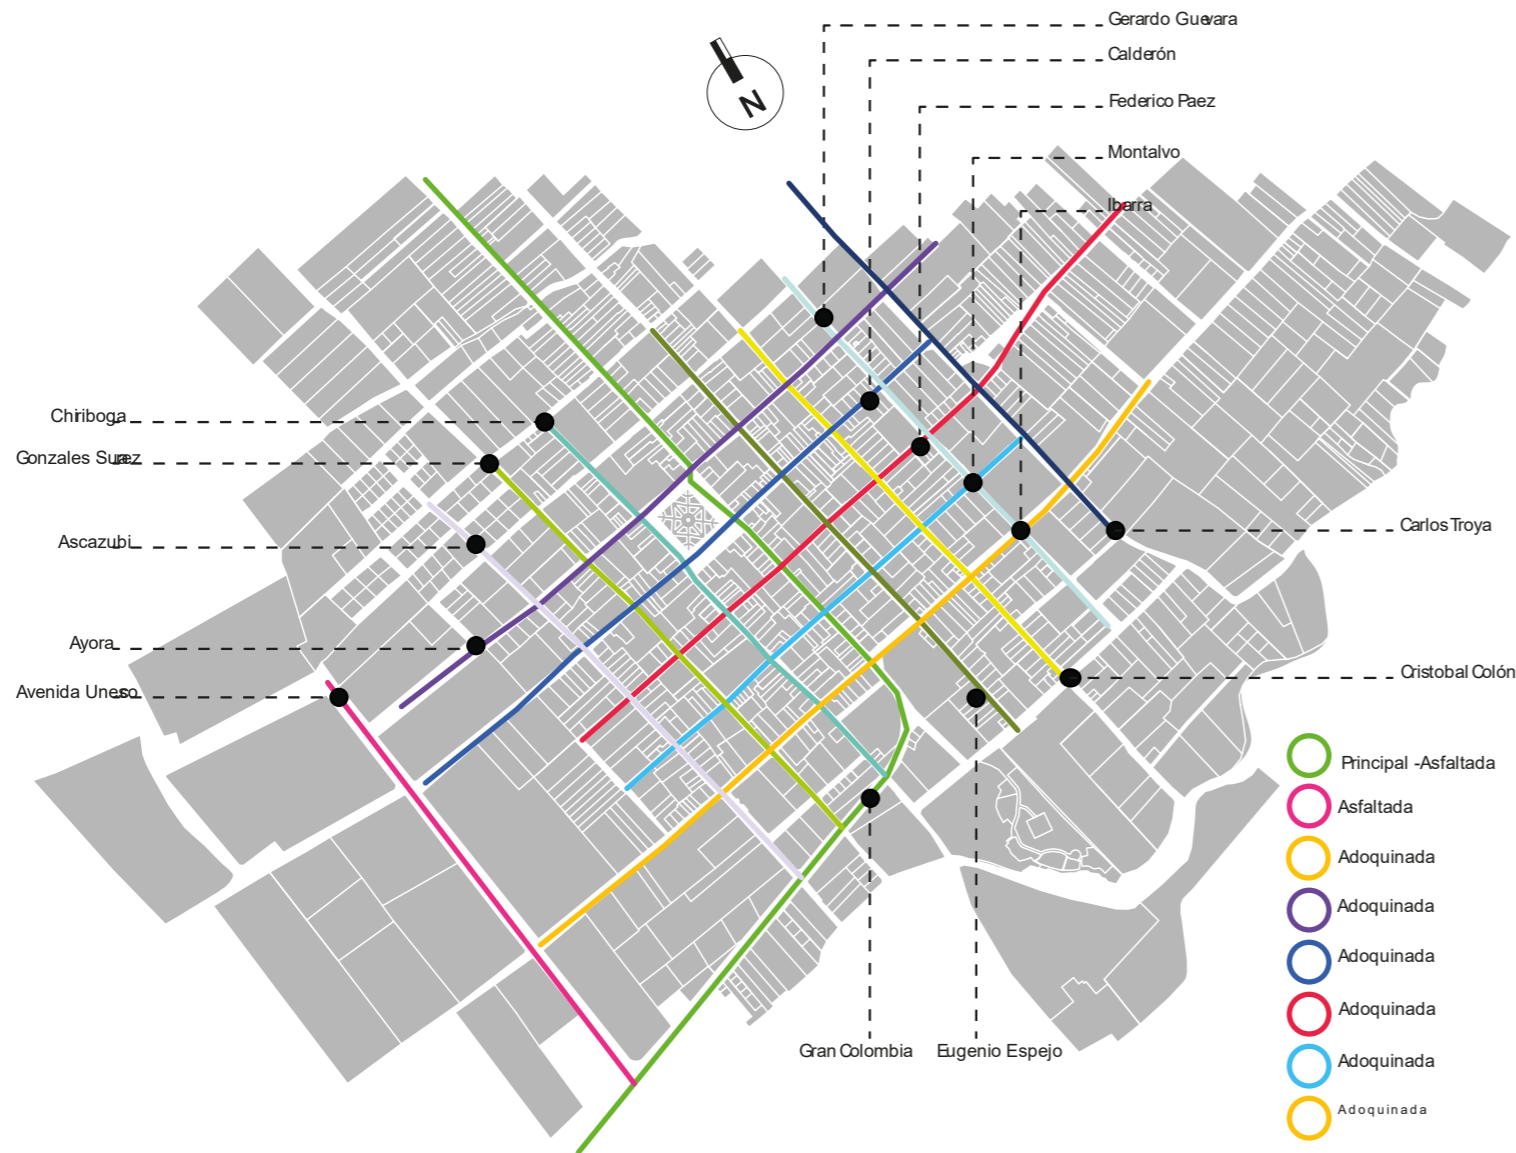 Gerardo Guevara
Calderón
N
Federico Paez
Montalvo
Ibarra
Chiriboga
Gonzales Suarez
Carlos Troya
Ascazubi
Ayora
Cristobal Colón
Avenida Unesco
Principal -Asfaltada
Asfaltada
Adoquinada
Adoquinada
Adoquinada
Adoquinada
Gran Colombia
Eugenio Espejo
Adoquinada
Adoquinada